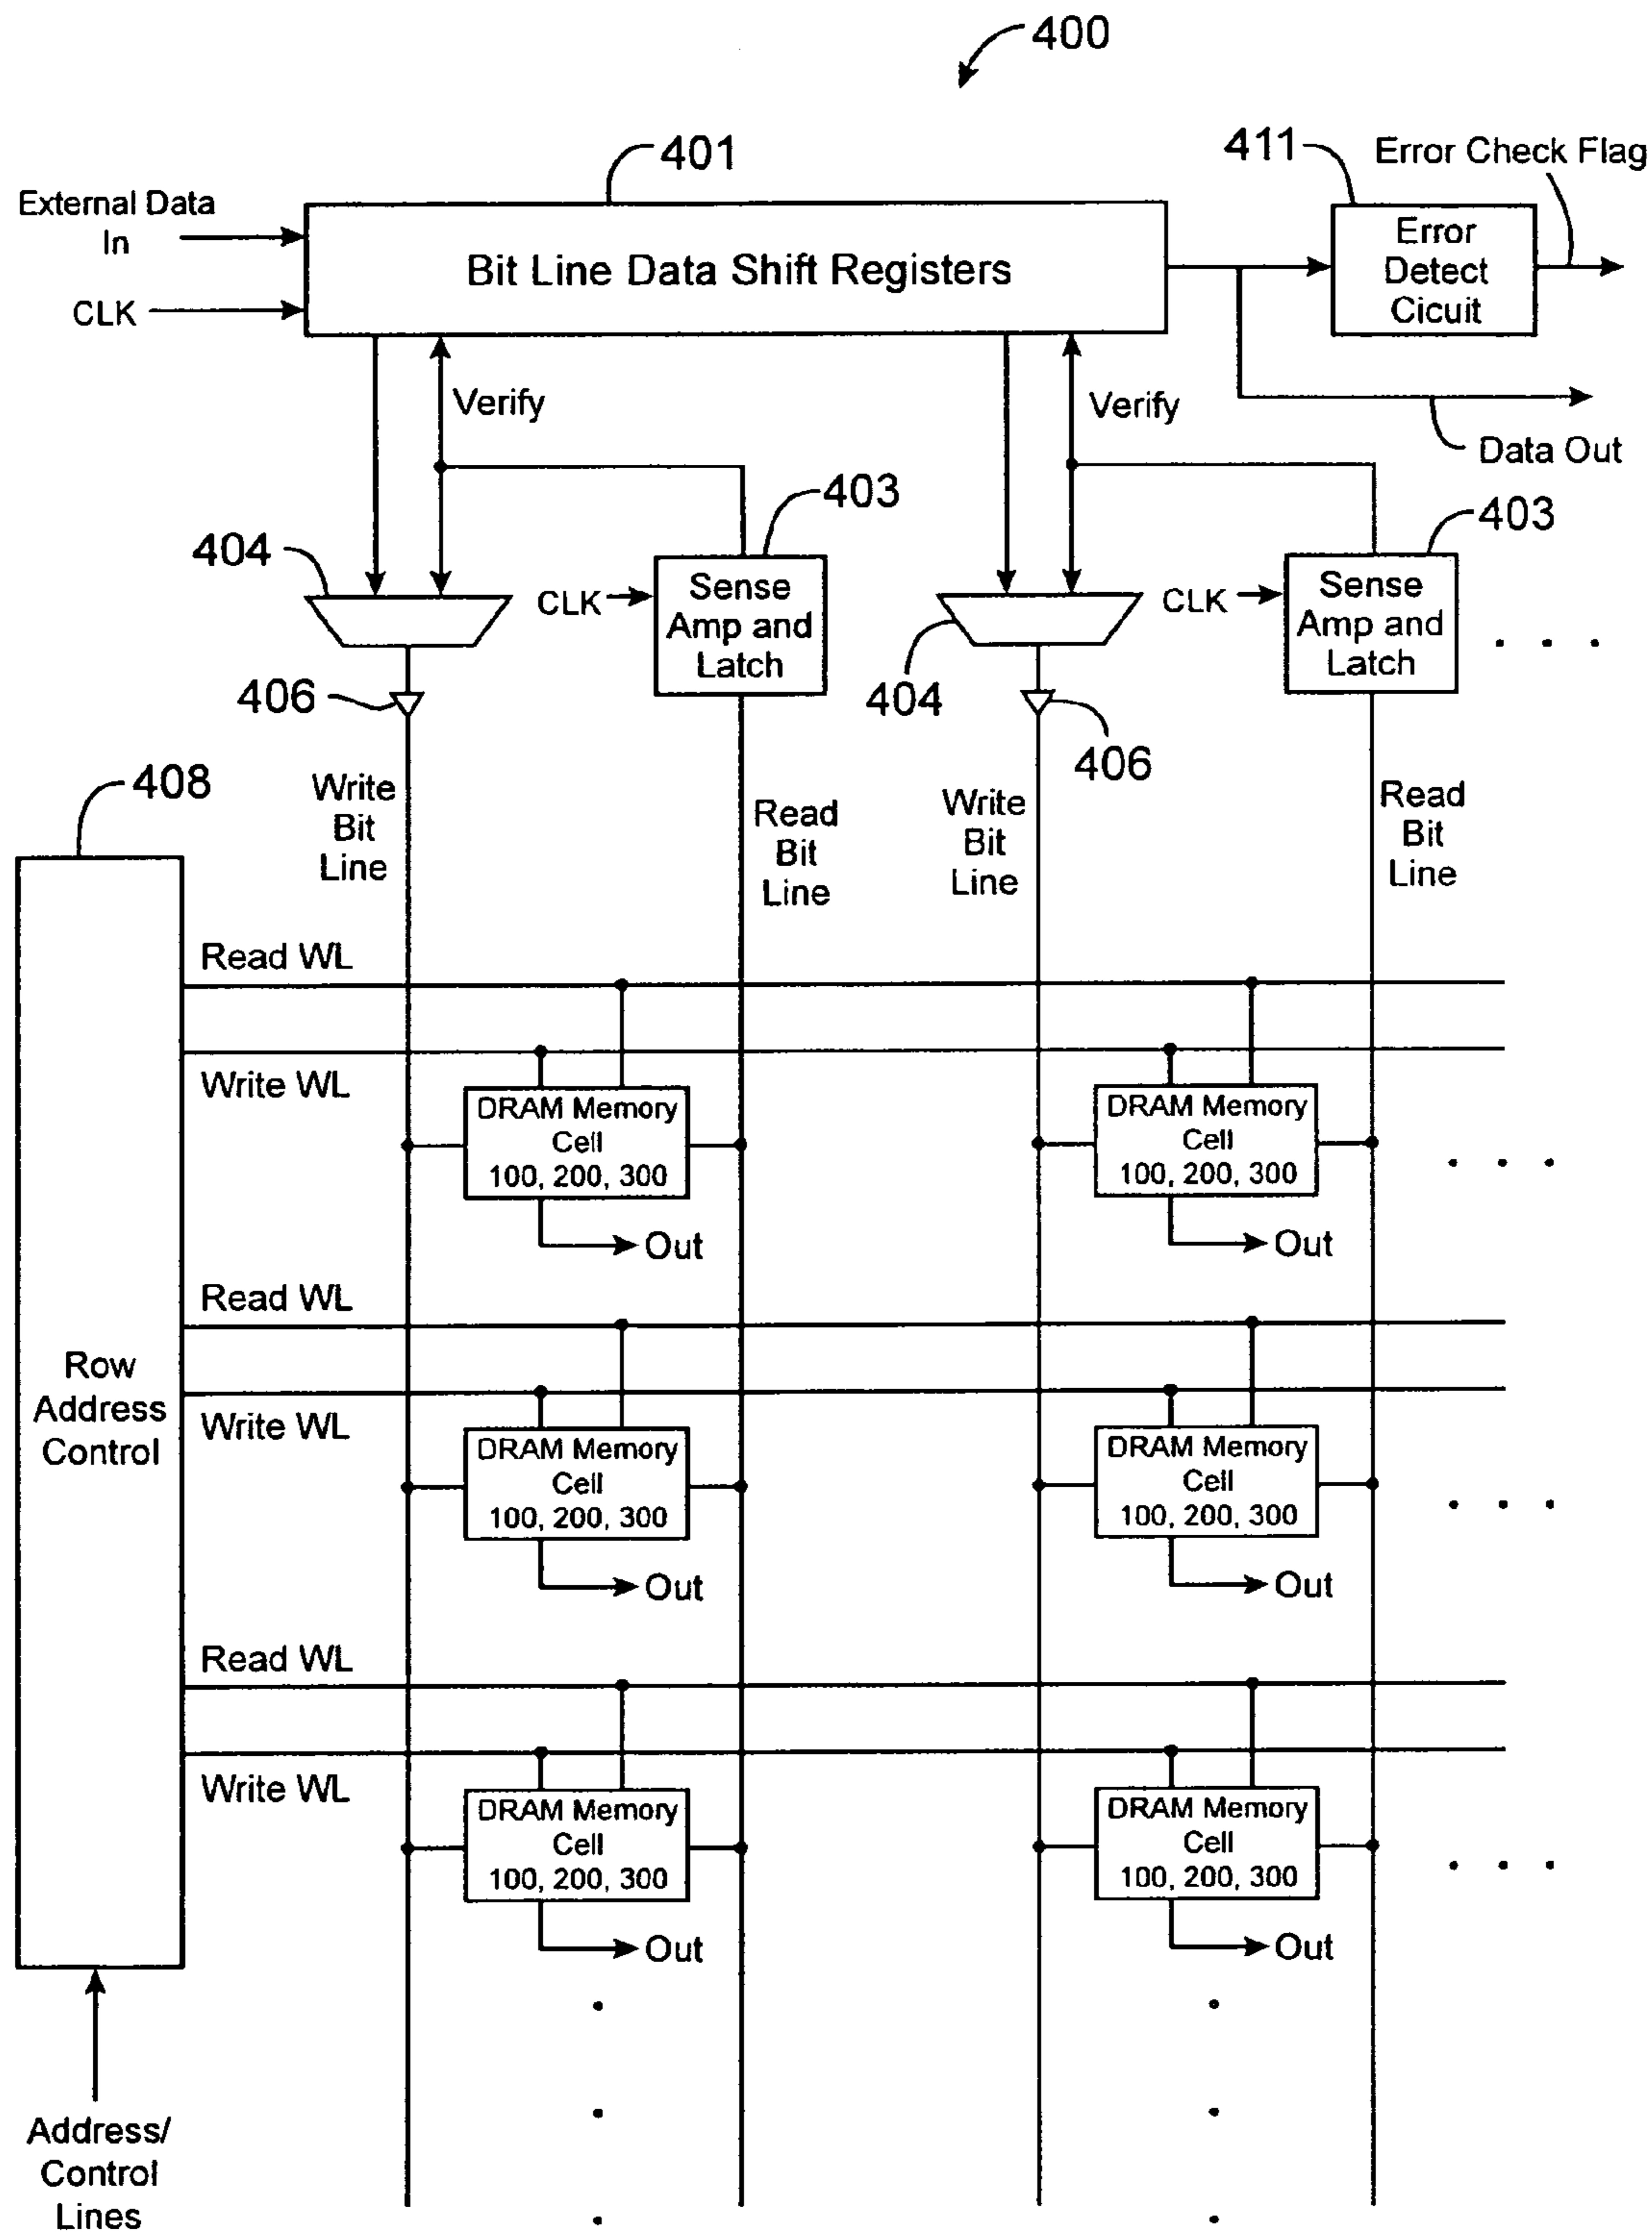 400
401
411
Error Check Flag
External Data
In
CLK
Bit Line Data Shift Registers
Error
Detect
Cicuit
Verify
Verify
Data Out
403
403
404
CLK
Sense
Amp and
Latch
CLK
Sense
Amp and
Latch
406
404
406
408
Write
Bit
Line
Read
Bit
Line
Write
Bit
Line
Read
Bit
Line
Read WL
Write WL
DRAM Memory
Cell
100, 200, 300
DRAM Memory
Cell
100, 200, 300
Out
Out
Read WL
Row
Address
Control
Write WL
DRAM Memory
Cell
100, 200, 300
DRAM Memory
Cell
100, 200, 300
Out
Out
Read WL
Write WL
DRAM Memory
Cell
100, 200, 300
DRAM Memory
Cell
100, 200, 300
Out
Out
Address/
Control
Lines